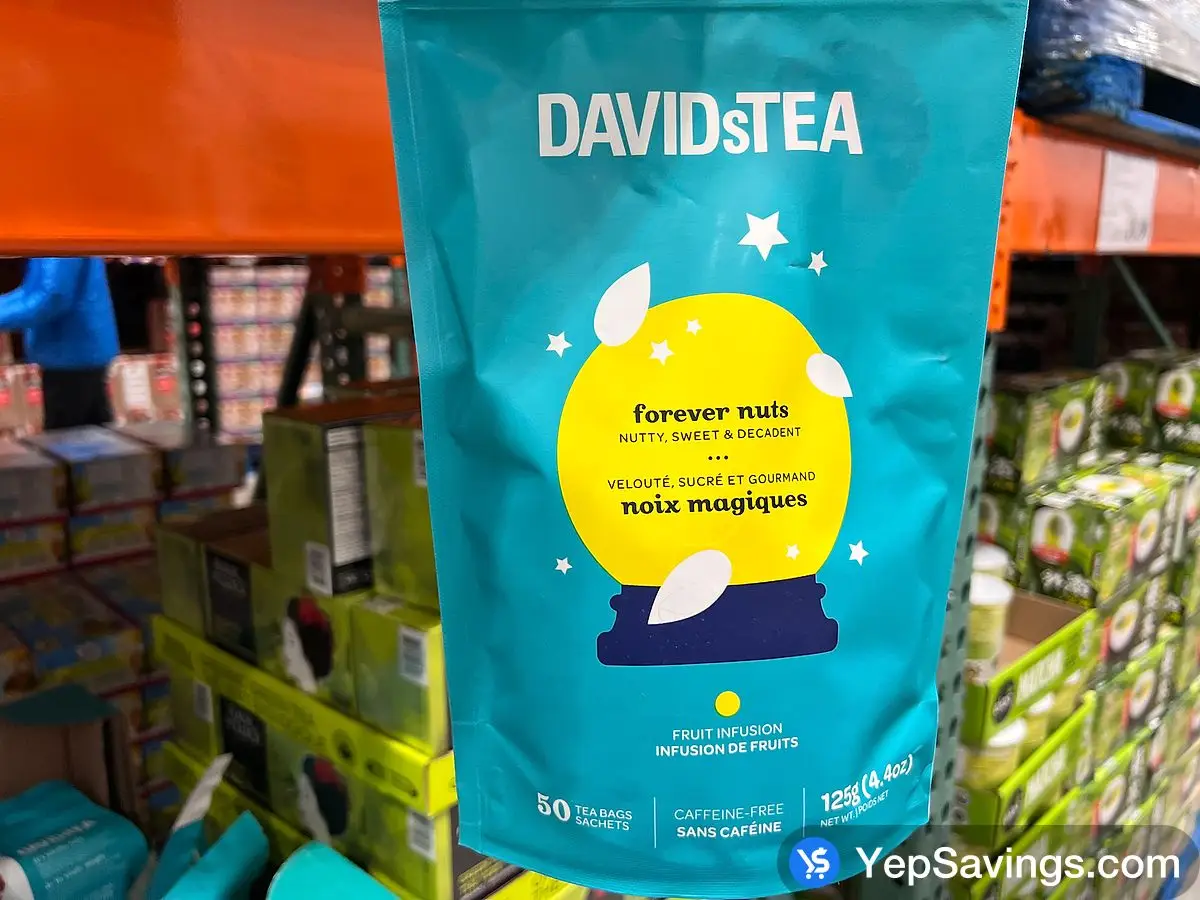 DAVIDsTEA
forever nuts
NUTTY, SWEET & DECADENT
...
VELOUTÉ, SUCRÉ ET GOURMAND
noix magiques
FRUIT INFUSION
INFUSION DE FRUITS
50 TEA BAGS
SACHETS
CAFFEINE-FREE
SANS CAFÉINE
125g (4.4oz)
NET WT. | POIDS NET
YepSavings.com